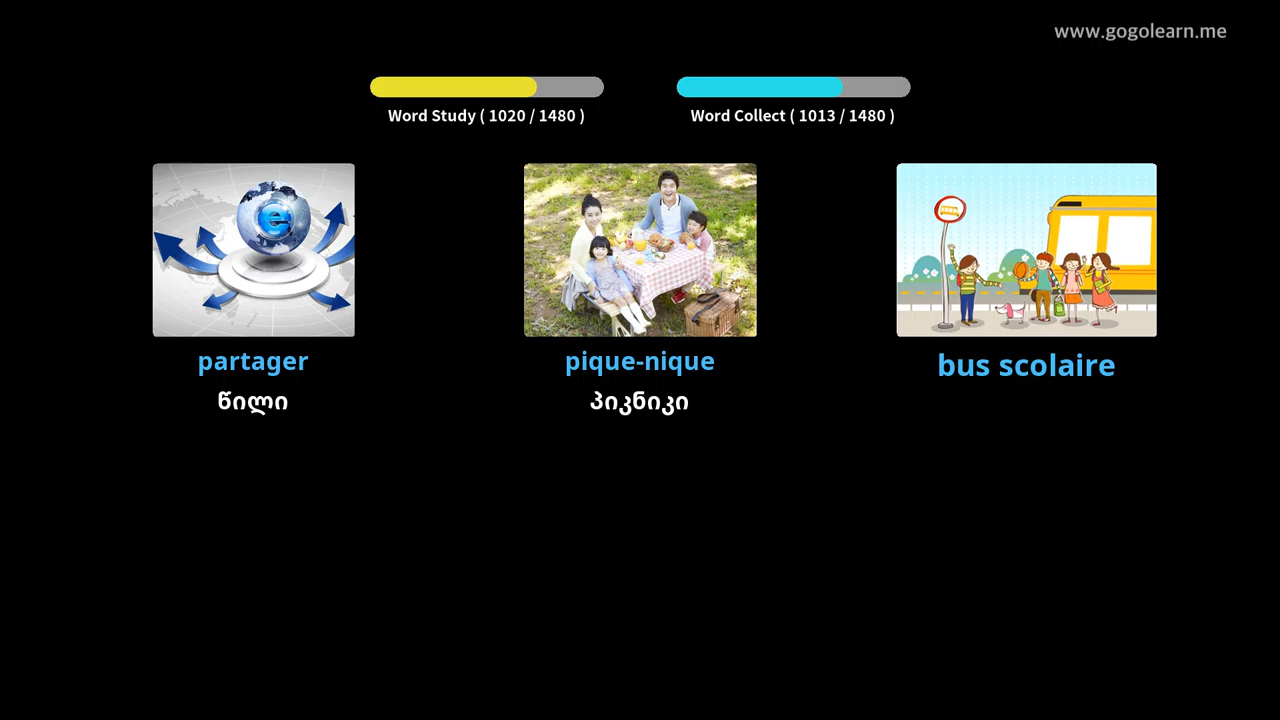 www.gogolearn.me
Word Study ( 1020 / 1480 )
Word Collect ( 1013 / 1480 )
e
partager
pique-nique
bus scolaire
წილი
პიკნიკი